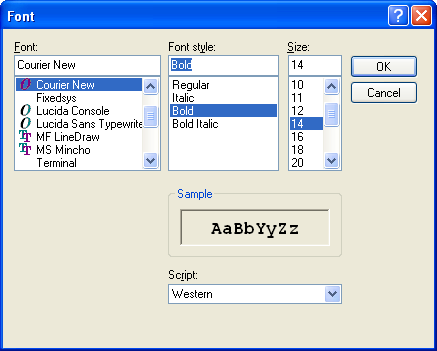 Font
Font:
Courier New
Courier New
Fixedsys
Lucida Console
Lucida Sans Typewrite
MF LineDraw
MS Mincho
Terminal
Font style:
Bold
Regular
Italic
Bold
Bold Italic
Size:
14
10
11
12
14
16
18
20
OK
Cancel
Sample
AaBbYyZz
Script:
Western